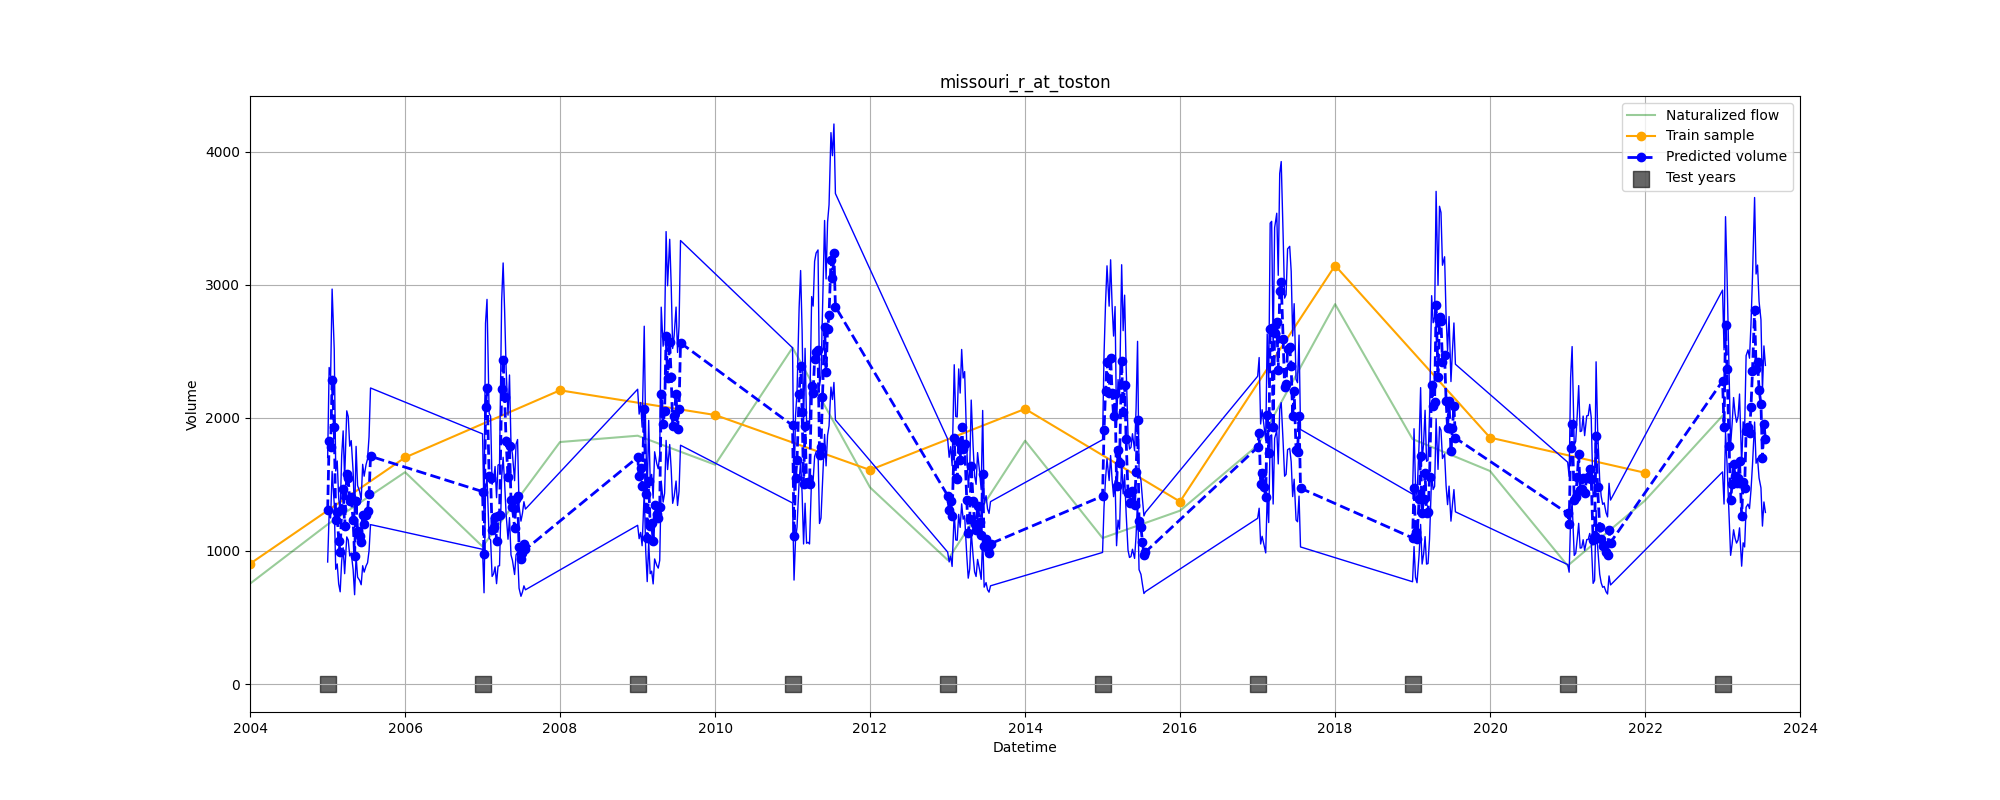 missouri_r_at_toston
Naturalized flow
Train sample
Predicted volume
Test years
Volume
4000
3000
2000
1000
0
2004 2006 2008 2010 2012 2014 2016 2018 2020 2022 2024
Datetime